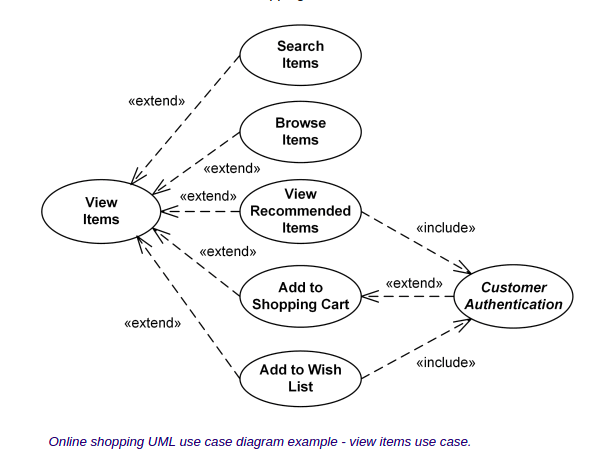 Search
Items
«extend»
Browse
Items
«extend»
View
Items
«extend»
View
Recommended
Items
«include»
«extend»
Add to
Shopping Cart
«extend»
Customer
Authentication
«extend»
Add to Wish
List
«include»
Online shopping UML use case diagram example - view items use case.